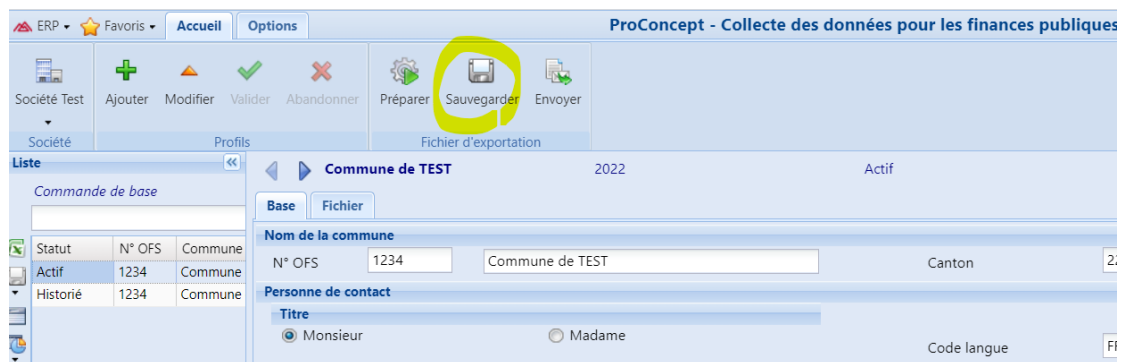 ERP Favoris Accueil Options ProConcept - Collecte des données pour les finances publiques
Société Test Ajouter Modifier Valider Abandonner Préparer Sauvegarder Envoyer
Société Profils Fichier d'exportation
Liste
Commune de TEST 2022 Actif
Commande de base
Base Fichier
Nom de la commune
Statut N° OFS Commune
N° OFS 1234 Commune de TEST Canton
Actif 1234 Commune
Historié 1234 Commune
Personne de contact
Titre
Monsieur Madame
Code langue